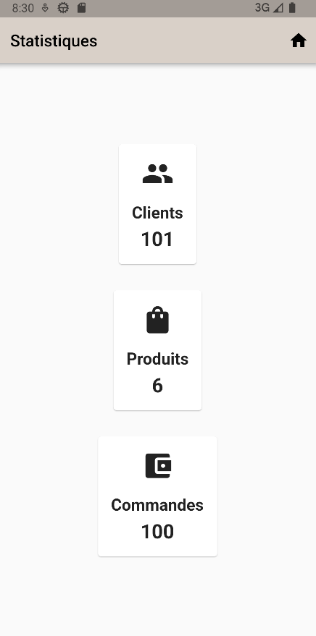 8:30
3G
Statistiques
Clients
101
Produits
6
Commandes
100